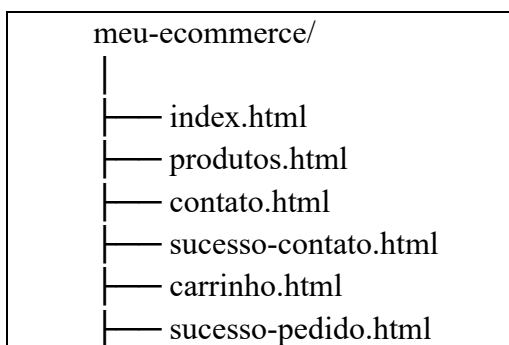 meu-ecommerce/
│
├── index.html
├── produtos.html
├── contato.html
├── sucesso-contato.html
├── carrinho.html
├── sucesso-pedido.html